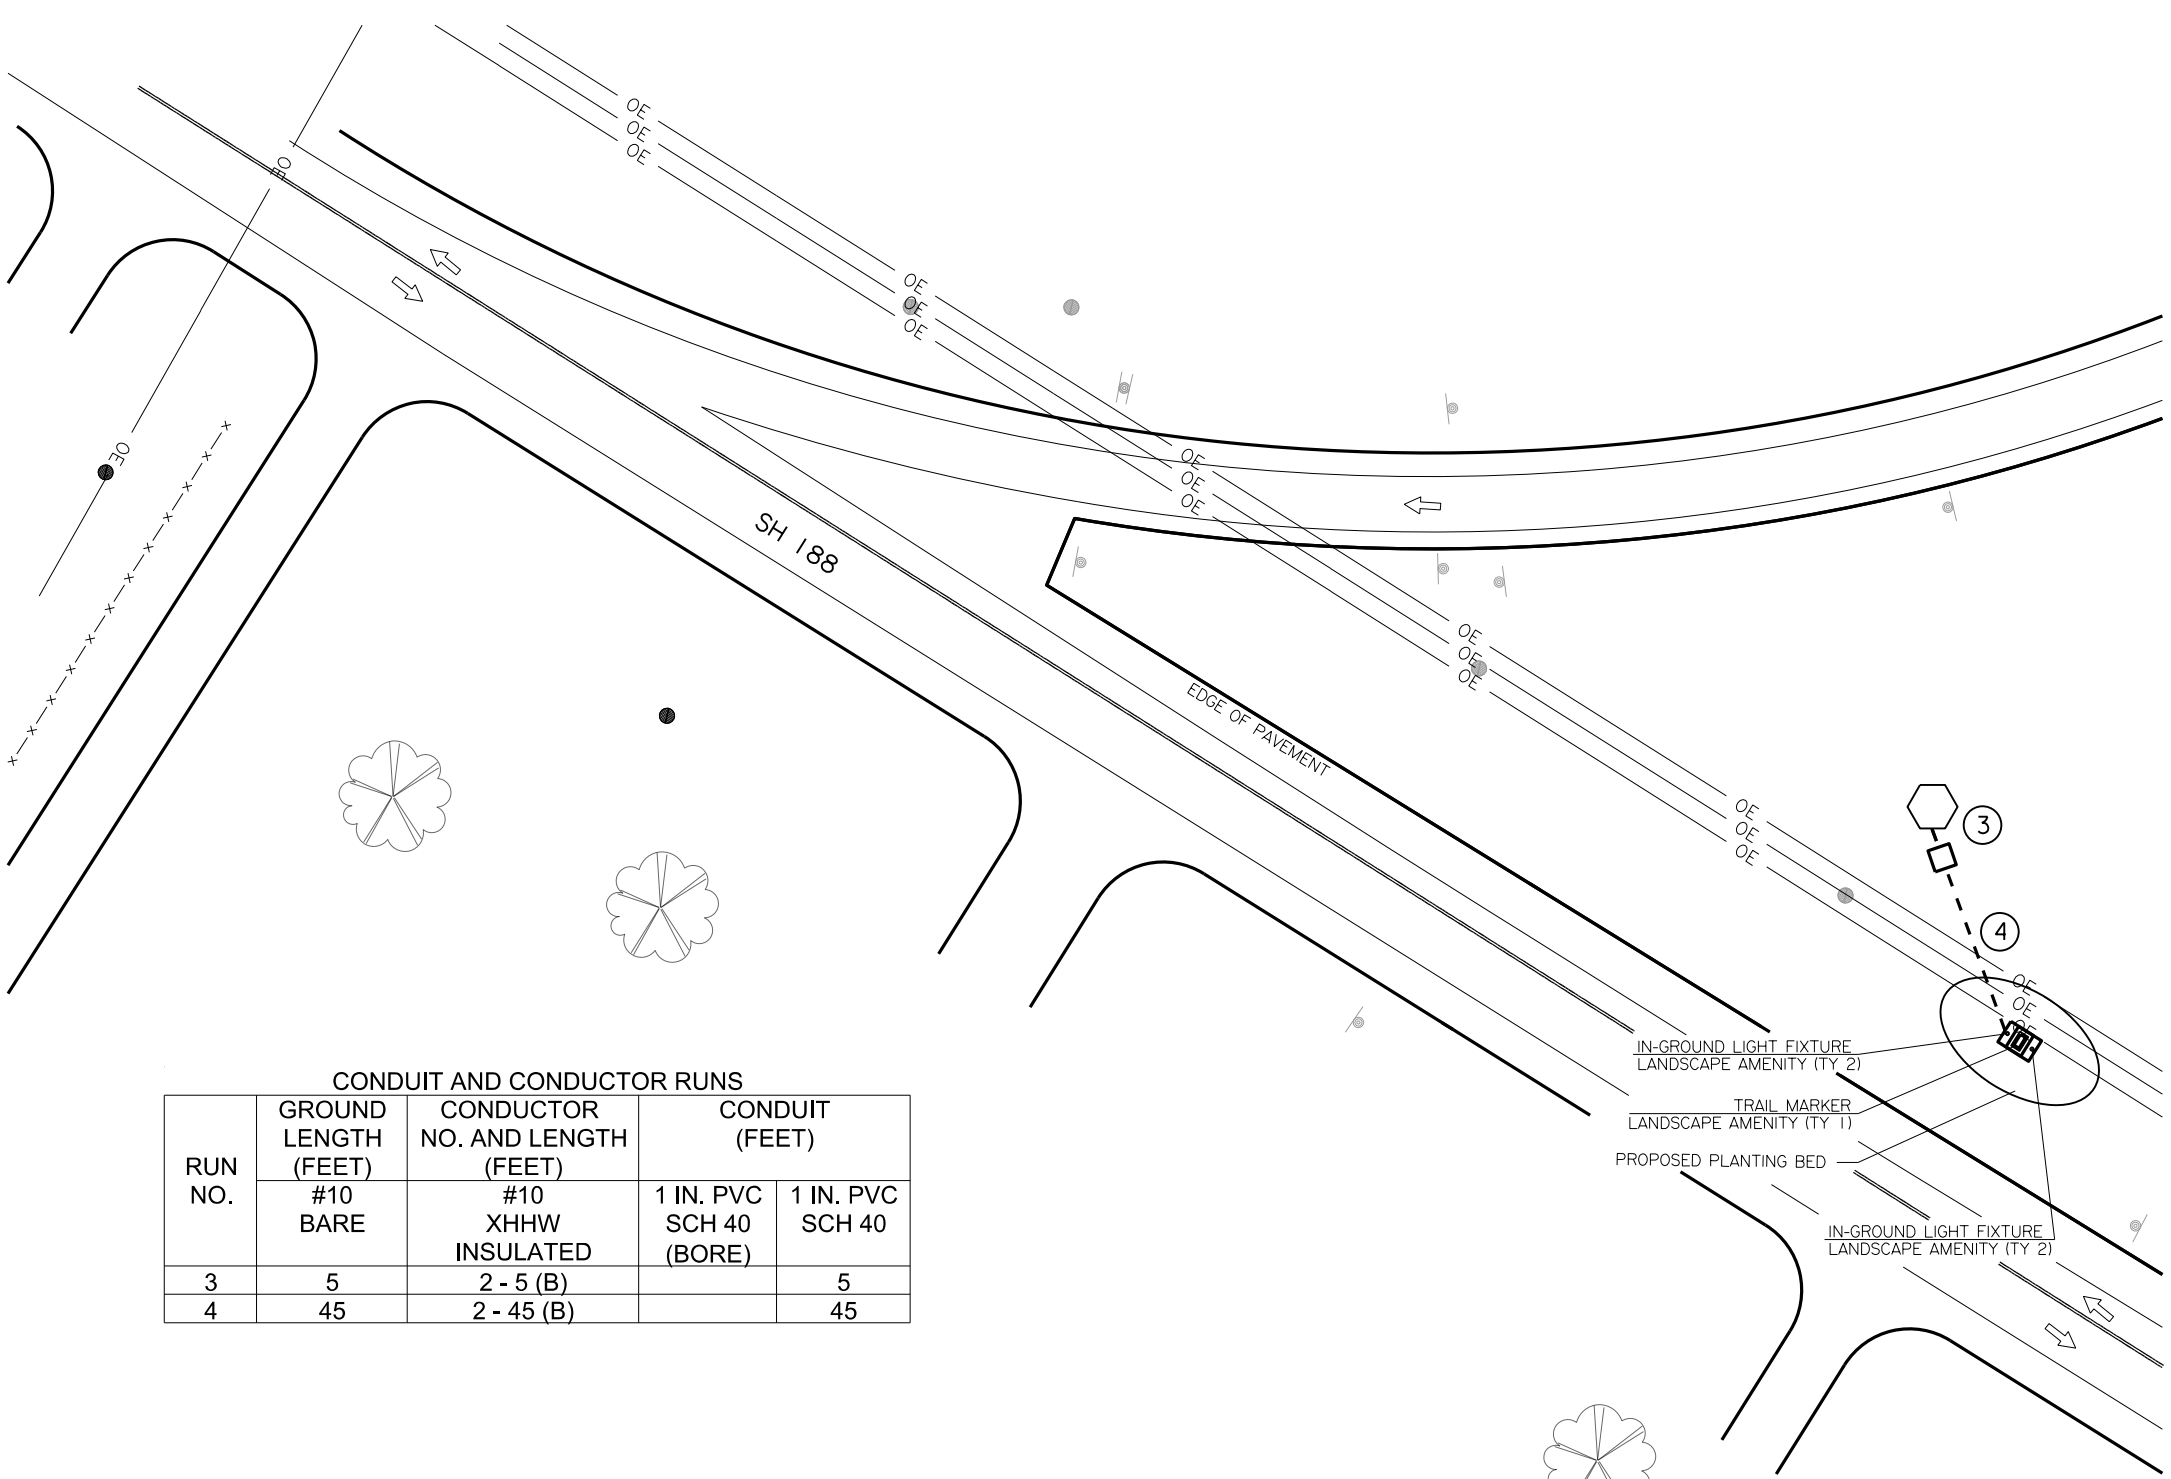 OE
OE
OE
OE
OE
OE
OE
OE
OE
OE
OE
OE
SH 188
OE
OE
OE
EDGE OF PAVEMENT
OE
OE
OE
3
4
OE
OE
OE
IN-GROUND LIGHT FIXTURE
LANDSCAPE AMENITY (TY 2)
TRAIL MARKER
LANDSCAPE AMENITY (TY 1)
PROPOSED PLANTING BED
IN-GROUND LIGHT FIXTURE
LANDSCAPE AMENITY (TY 2)
CONDUIT AND CONDUCTOR RUNS
RUN
NO.
GROUND
LENGTH
(FEET)
CONDUCTOR
NO. AND LENGTH
(FEET)
CONDUIT
(FEET)
#10
BARE
#10
XHHW
INSULATED
1 IN. PVC
SCH 40
(BORE)
1 IN. PVC
SCH 40
3 5 2 - 5 (B) 5
4 45 2 - 45 (B) 45